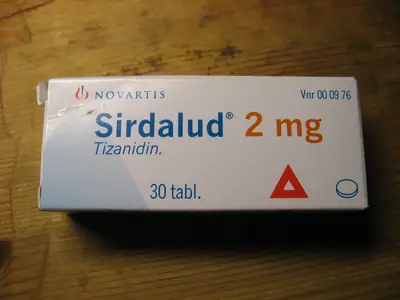 NOVARTIS
Vnr 00 09 76
Sirdalud® 2 mg
Tizanidin.
30 tabl.